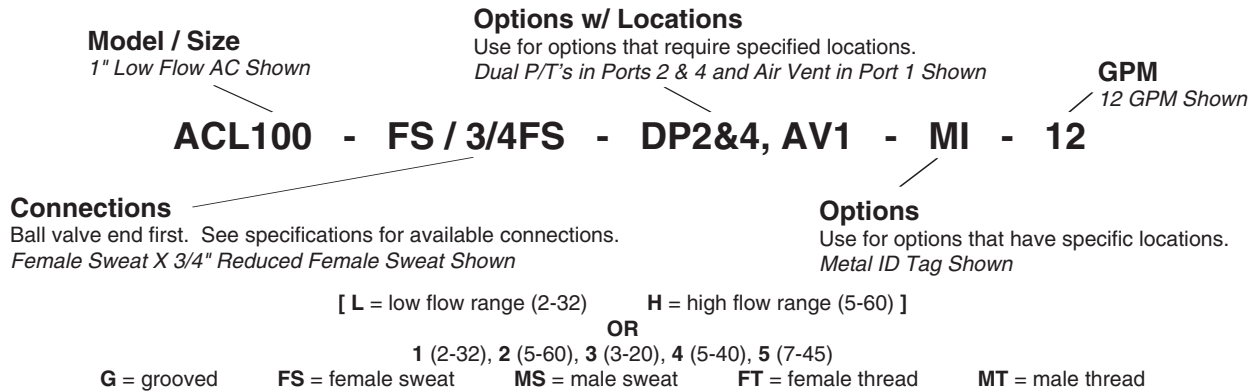 Model / Size
1" Low Flow AC Shown
Options w/ Locations
Use for options that require specified locations.
Dual P/T's in Ports 2 & 4 and Air Vent in Port 1 Shown
GPM
12 GPM Shown
ACL100 - FS / 3/4FS - DP2&4, AV1 - MI - 12
Connections
Ball valve end first. See specifications for available connections.
Female Sweat X 3/4" Reduced Female Sweat Shown
Options
Use for options that have specific locations.
Metal ID Tag Shown
[ L = low flow range (2-32) H = high flow range (5-60) ]
OR
1 (2-32), 2 (5-60), 3 (3-20), 4 (5-40), 5 (7-45)
G = grooved FS = female sweat MS = male sweat FT = female thread MT = male thread